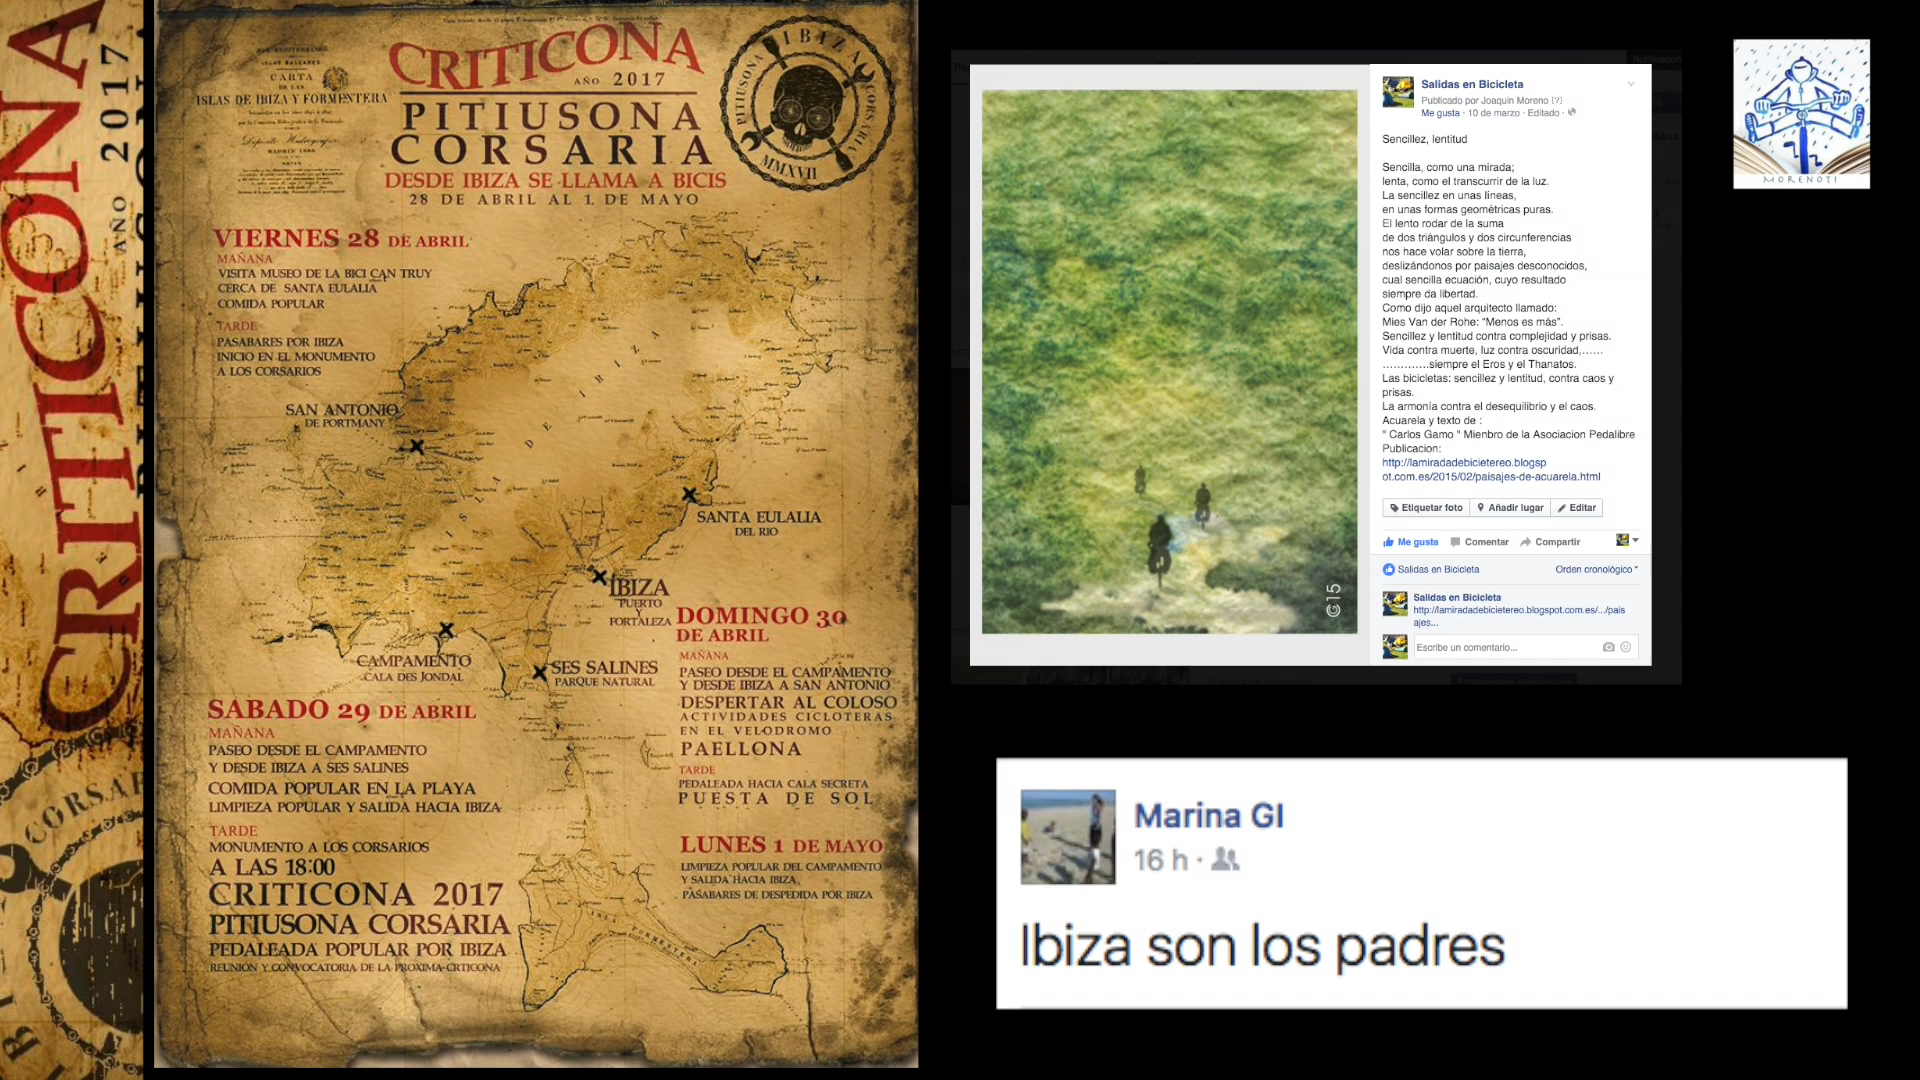 CRITICONA
AÑO 2017
CORSAR
MAR MEDITERRANEO
ISLAS BALEARES
CARTA
DE LAS
ISLAS DE IBIZA Y FORMENTERA
Depósito Hidrográfico
MADRID 1900
CRITICONA
AÑO 2017
PITIUSONA
CORSARIA
DESDE IBIZA SE LLAMA A BICIS
28 DE ABRIL AL 1 DE MAYO
PITIUSONA IBIZA CORSARIA
MMXVII
VIERNES 28 DE ABRIL
MAÑANA
VISITA MUSEO DE LA BICI CAN TRUY
CERCA DE SANTA EULALIA
COMIDA POPULAR
TARDE
PASABARES POR IBIZA
INICIO EN EL MONUMENTO
A LOS CORSARIOS
SAN ANTONIO
DE PORTMANY
ISLA DE IBIZA
SANTA EULALIA
DEL RIO
IBIZA
PUERTO
Y
FORTALEZA
CAMPAMENTO
CALA DES JONDAL
SES SALINES
PARQUE NATURAL
SABADO 29 DE ABRIL
MAÑANA
PASEO DESDE EL CAMPAMENTO
Y DESDE IBIZA A SES SALINES
COMIDA POPULAR EN LA PLAYA
LIMPIEZA POPULAR Y SALIDA HACIA IBIZA
TARDE
MONUMENTO A LOS CORSARIOS
A LAS 18:00
CRITICONA 2017
PITIUSONA CORSARIA
PEDALEADA POPULAR POR IBIZA
REUNION Y CONVOCATORIA DE LA PROXIMA CRTICONA
DOMINGO 30
DE ABRIL
MAÑANA
PASEO DESDE EL CAMPAMENTO
Y DESDE IBIZA A SAN ANTONIO
DESPERTAR AL COLOSO
ACTIVIDADES CICLOTERAS
EN EL VELODROMO
PAELLONA
TARDE
PEDALEADA HACIA CALA SECRETA
PUESTA DE SOL
LUNES 1 DE MAYO
LIMPIEZA POPULAR DEL CAMPAMENTO
Y SALIDA HACIA IBIZA,
PASABARES DE DESPEDIDA POR IBIZA
ISLA FORMENTERA
G15
Salidas en Bicicleta
Publicado por Joaquin Moreno [?]
Me gusta · 10 de marzo · Editado ·
Sencillez, lentitud
Sencilla, como una mirada;
lenta, como el transcurrir de la luz.
La sencillez en unas líneas,
en unas formas geométricas puras.
El lento rodar de la suma
de dos triángulos y dos circunferencias
nos hace volar sobre la tierra,
deslizándonos por paisajes desconocidos,
cual sencilla ecuación, cuyo resultado
siempre da libertad.
Como dijo aquel arquitecto llamado:
Mies Van der Rohe: “Menos es más”.
Sencillez y lentitud contra complejidad y prisas.
Vida contra muerte, luz contra oscuridad,……
………….siempre el Eros y el Thanatos.
Las bicicletas: sencillez y lentitud, contra caos y
prisas.
La armonía contra el desequilibrio y el caos.
Acuarela y texto de :
" Carlos Gamo " Mienbro de la Asociacion Pedalibre
Publicacion:
http://lamiradadebicietereo.blogsp
ot.com.es/2015/02/paisajes-de-acuarela.html
Etiquetar foto Añadir lugar Editar
Me gusta Comentar Compartir
Salidas en Bicicleta Orden cronológico
Salidas en Bicicleta
http://lamiradadebicietereo.blogspot.com.es/.../pais
ajes...
Escribe un comentario...
MORENOTI
Marina GI
16 h ·
Ibiza son los padres